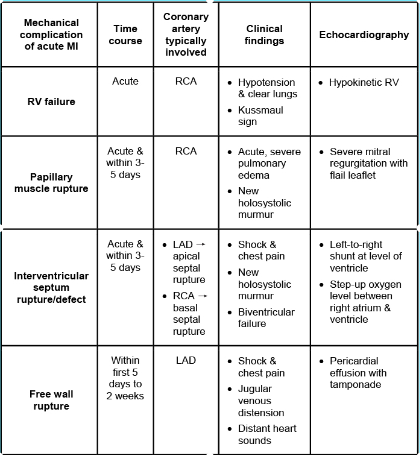 Mechanical
complication
of acute MI
Time
course
Coronary
artery
typically
involved
Clinical
findings
Echocardiography
RV failure
Acute
RCA
• Hypotension
& clear lungs
• Kussmaul
sign
• Hypokinetic RV
Papillary
muscle rupture
Acute &
within 3-
5 days
RCA
• Acute, severe
pulmonary
edema
• New
holosystolic
murmur
• Severe mitral
regurgitation with
flail leaflet
Interventricular
septum
rupture/defect
Acute &
within 3-
5 days
• LAD →
apical
septal
rupture
• RCA →
basal
septal
rupture
• Shock &
chest pain
• New
holosystolic
murmur
• Biventricular
failure
• Left-to-right
shunt at level of
ventricle
• Step-up oxygen
level between
right atrium &
ventricle
Free wall
rupture
Within
first 5
days to
2 weeks
LAD
• Shock &
chest pain
• Jugular
venous
distension
• Distant heart
sounds
• Pericardial
effusion with
tamponade